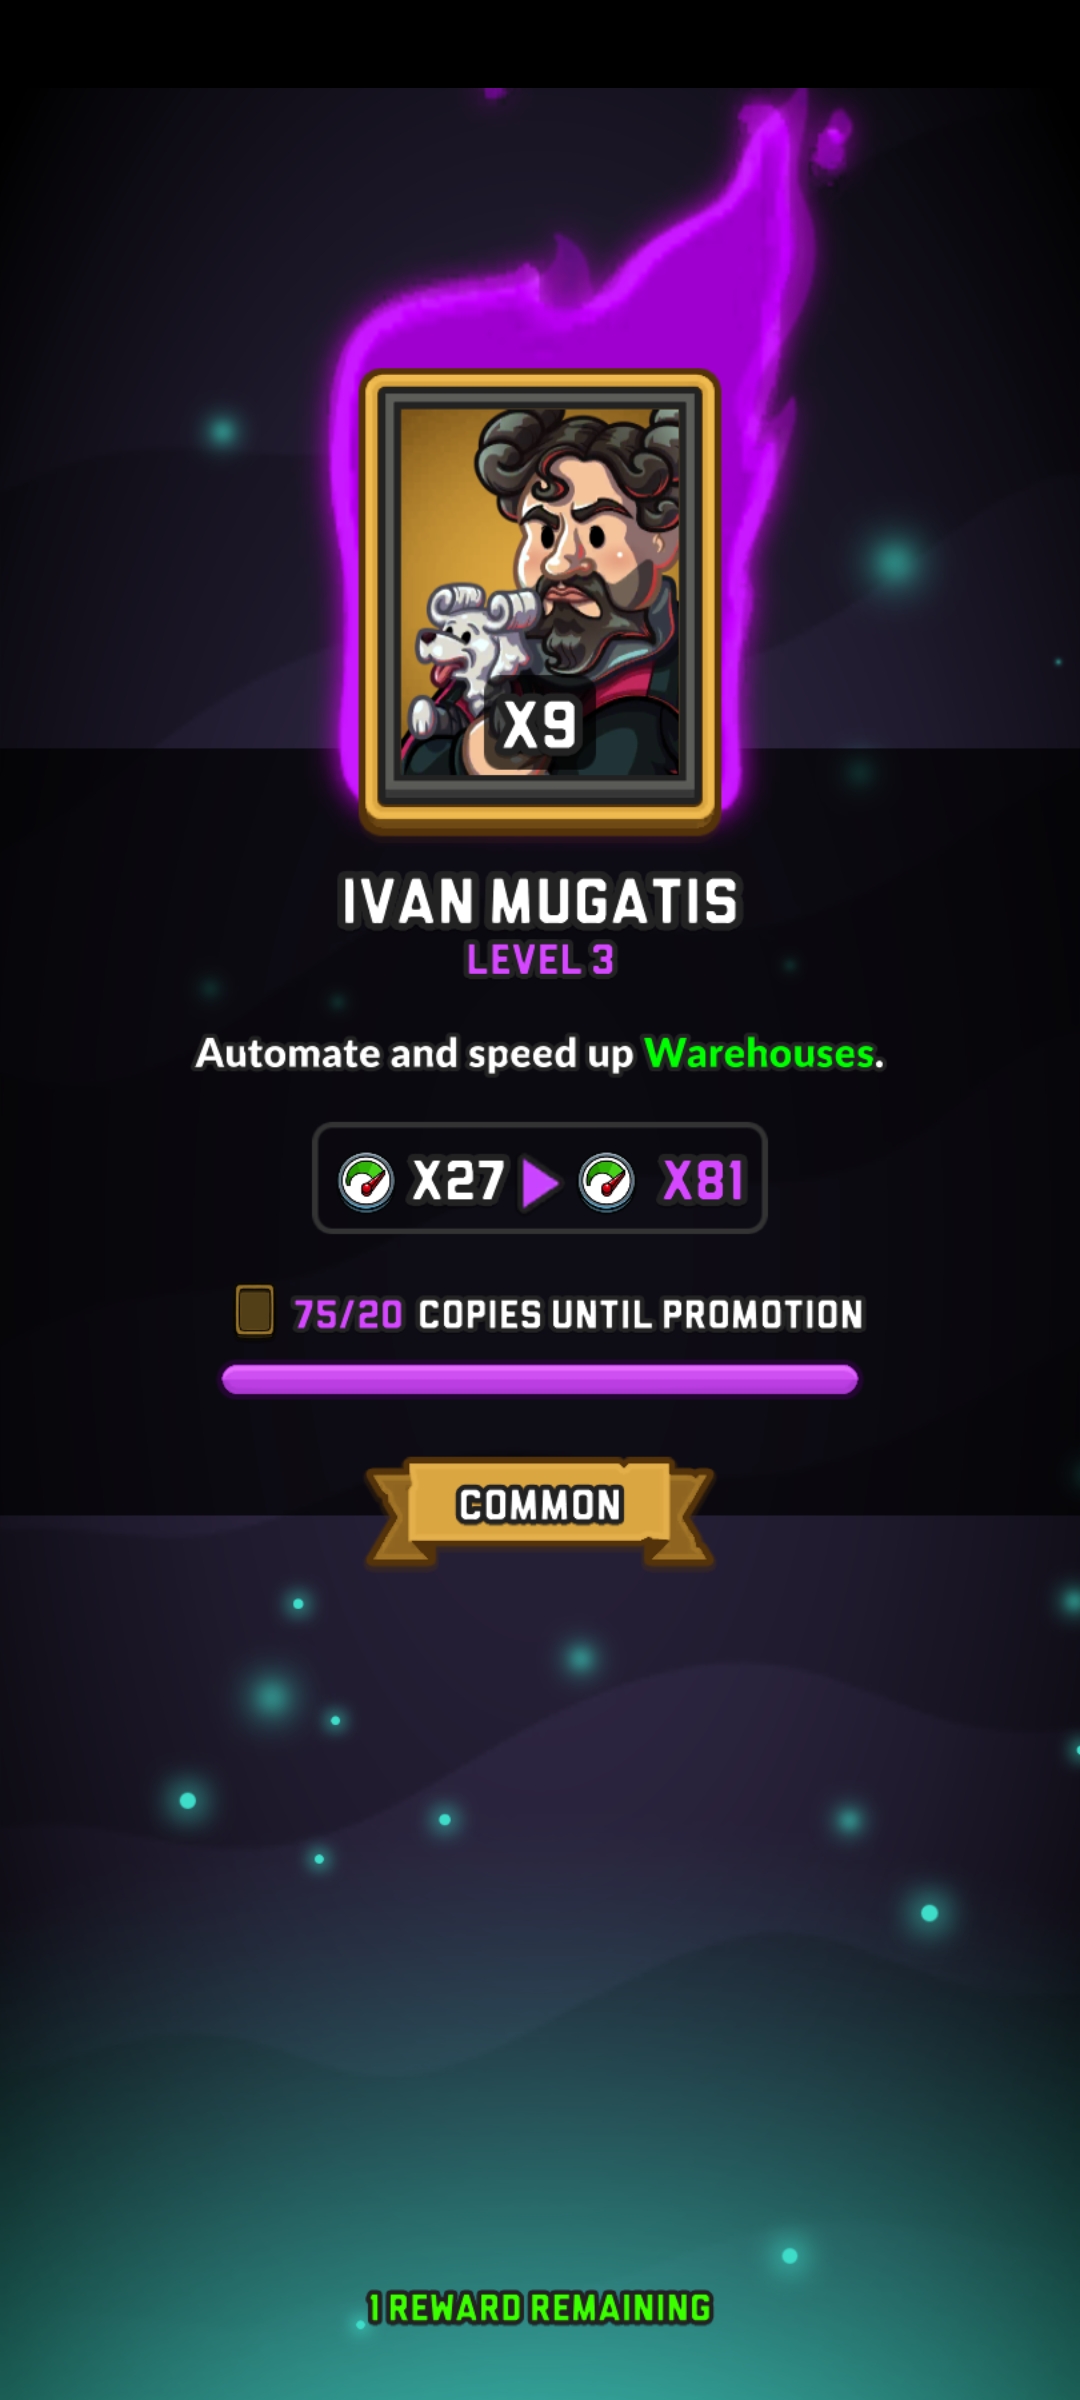 X9
IVAN MUGATIS
LEVEL 3
Automate and speed up Warehouses.
X27 X81
75/20 COPIES UNTIL PROMOTION
COMMON
1 REWARD REMAINING